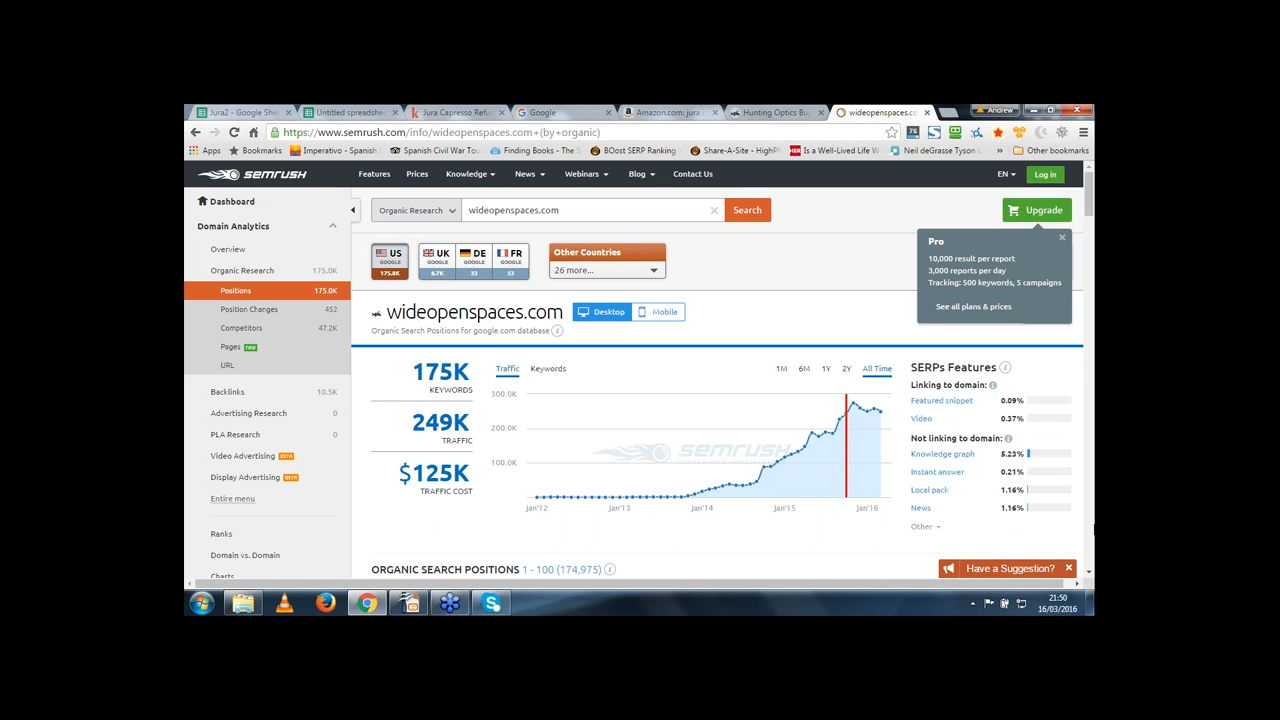 Jura2 - Google She
Untitled spreadshe
Jura Capresso Refu
Google
Amazon.com: jura
Hunting Optics Bu
wideopenspaces.co
Andrew
https://www.semrush.com/info/wideopenspaces.com+(by+organic)
Apps
Bookmarks
Imperativo - Spanish
Spanish Civil War Tou
Finding Books - The S
BOost SERP Ranking
Share-A-Site - HighPR
Is a Well-Lived Life W
Neil deGrasse Tyson
»
Other bookmarks
SEMRUSH
Features
Prices
Knowledge
News
Webinars
Blog
Contact Us
EN
Log in
Dashboard
Domain Analytics
Overview
Organic Research 175.0K
Positions 175.0K
Position Changes 452
Competitors 47.2K
Pages new
URL
Backlinks 10.5K
Advertising Research 0
PLA Research 0
Video Advertising BETA
Display Advertising BETA
Entire menu
Ranks
Domain vs. Domain
Charts
Organic Research
wideopenspaces.com
Search
Upgrade
Pro
10,000 result per report
3,000 reports per day
Tracking: 500 keywords, 5 campaigns
See all plans & prices
US
GOOGLE
175.0K
UK
GOOGLE
6.7K
DE
GOOGLE
33
FR
GOOGLE
53
Other Countries
26 more...
wideopenspaces.com
Desktop
Mobile
Organic Search Positions for google.com database
175K
KEYWORDS
249K
TRAFFIC
$125K
TRAFFIC COST
Traffic
Keywords
1M
6M
1Y
2Y
All Time
300.0K
200.0K
100.0K
SEMRUSH
Jan'12
Jan'13
Jan'14
Jan'15
Jan'16
SERPs Features
Linking to domain:
Featured snippet 0.09%
Video 0.37%
Not linking to domain:
Knowledge graph 5.23%
Instant answer 0.21%
Local pack 1.16%
News 1.16%
Other
ORGANIC SEARCH POSITIONS 1 - 100 (174,975)
Have a Suggestion?
21:50
16/03/2016